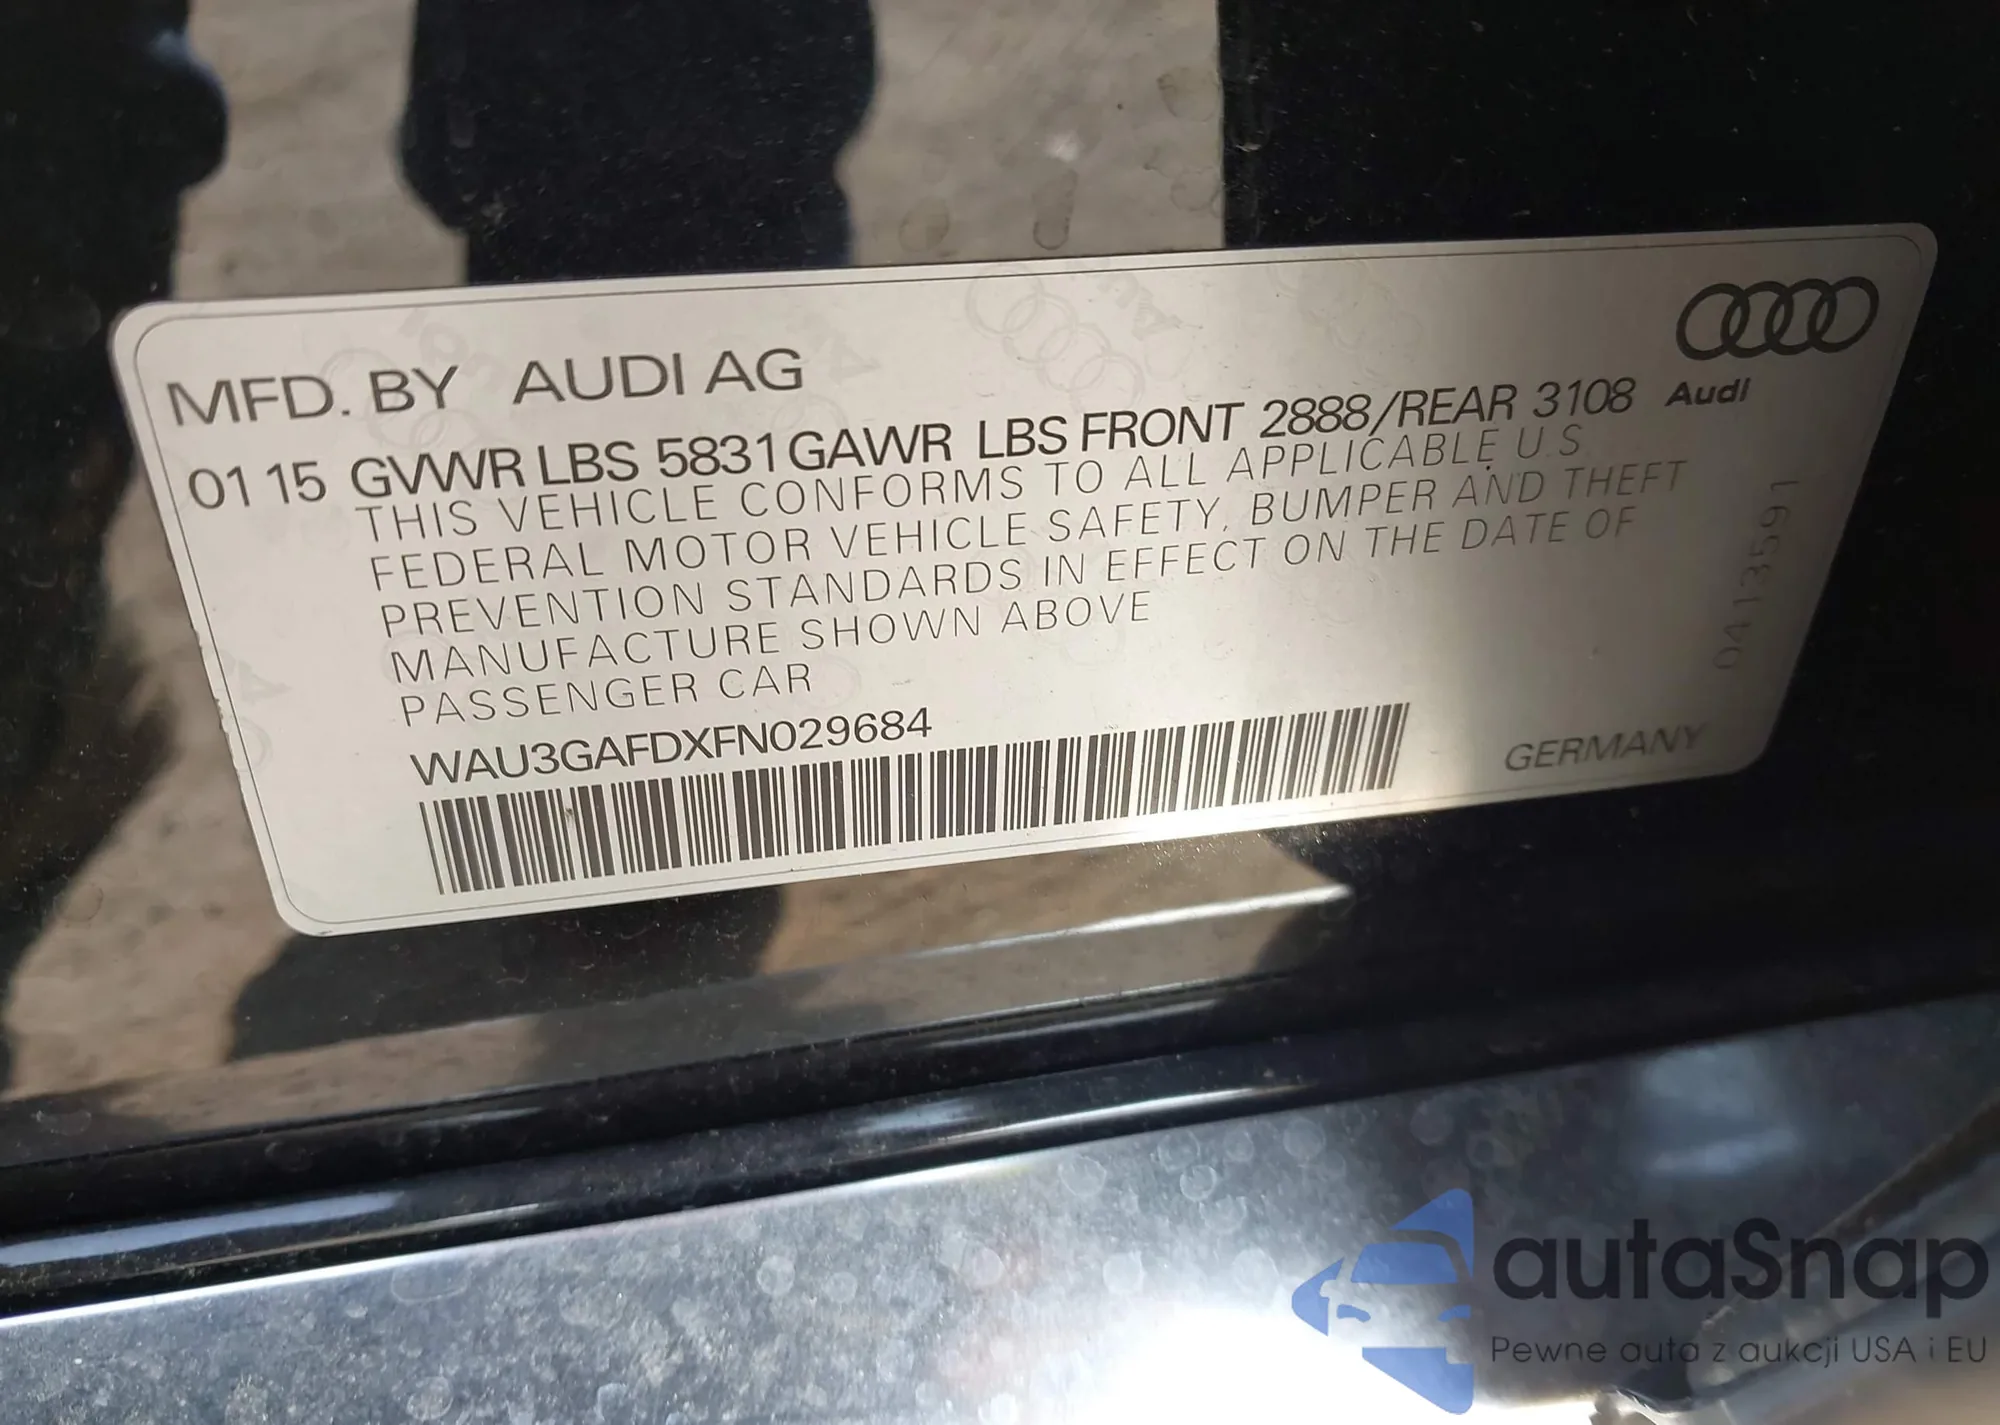 MFD. BY AUDI AG
01 15 GVWR LBS 5831 GAWR LBS FRONT 2888/REAR 3108
Audi
THIS VEHICLE CONFORMS TO ALL APPLICABLE U.S.
FEDERAL MOTOR VEHICLE SAFETY, BUMPER AND THEFT
PREVENTION STANDARDS IN EFFECT ON THE DATE OF
MANUFACTURE SHOWN ABOVE
PASSENGER CAR
WAU3GAFDXFN029684
GERMANY
0413591
autaSnap
Pewne auta z aukcji USA i EU